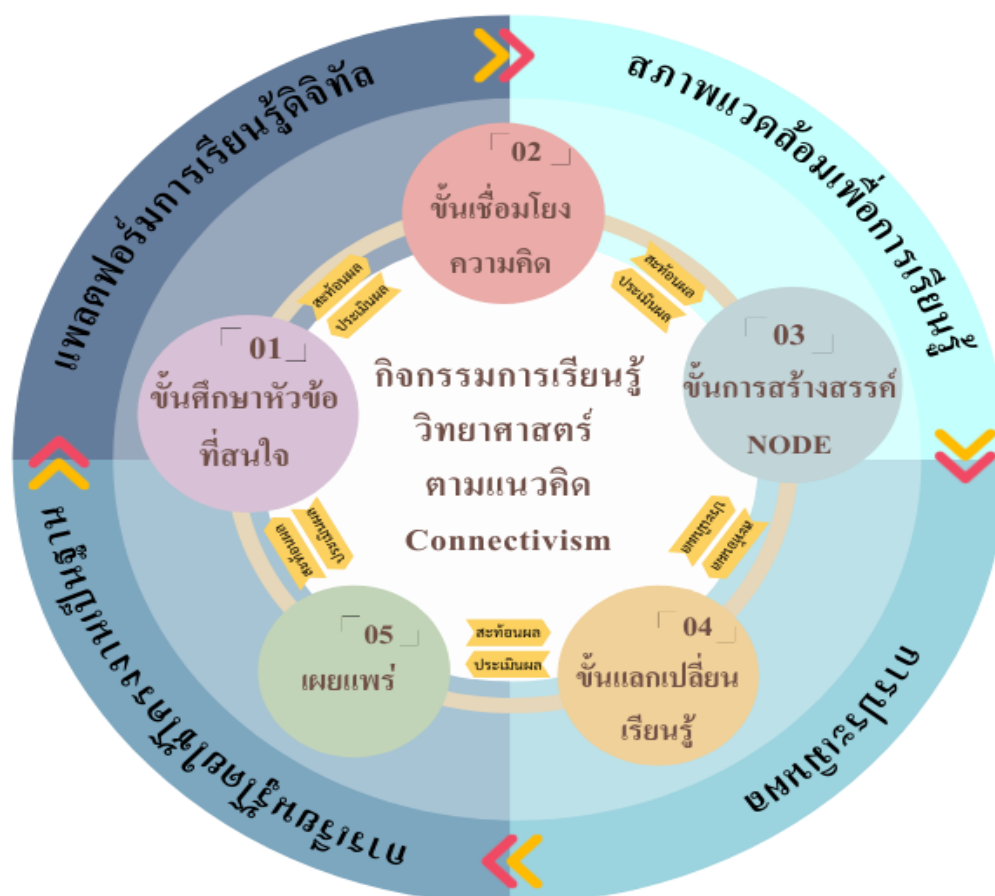 แพลตฟอร์มการเรียนรู้ดิจิทัล
สภาพแวดล้อมเพื่อการเรียนรู้
การประเมินผล
การเรียนรู้โดยใช้โครงงานเป็นฐาน
กิจกรรมการเรียนรู้
วิทยาศาสตร์
ตามแนวคิด
Connectivism
01
ขั้นศึกษาหัวข้อ
ที่สนใจ
สะท้อนผล
ประเมินผล
02
ขั้นเชื่อมโยง
ความคิด
สะท้อนผล
ประเมินผล
03
ขั้นการสร้างสรรค์
NODE
สะท้อนผล
ประเมินผล
04
ขั้นแลกเปลี่ยน
เรียนรู้
สะท้อนผล
ประเมินผล
05
เผยแพร่
สะท้อนผล
ประเมินผล